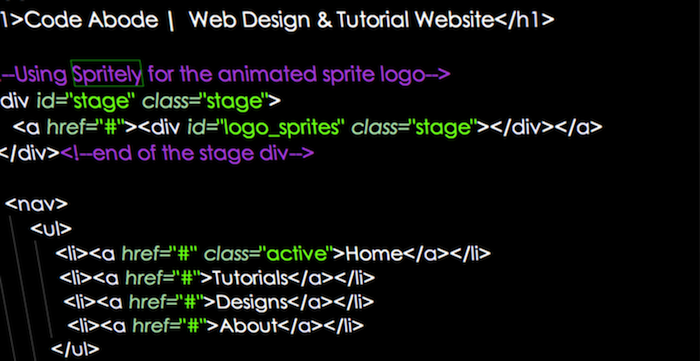 1>Code Abode | Web Design & Tutorial Website</h1>
!--Using Spritely for the animated sprite logo-->
div id="stage" class="stage">
<a href="#"><div id="logo_sprites" class="stage"></div></a>
</div><!--end of the stage div-->
<nav>
<ul>
<li><a href="#" class="active">Home</a></li>
<li><a href="#">Tutorials</a></li>
<li><a href="#">Designs</a></li>
<li><a href="#">About</a></li>
</ul>